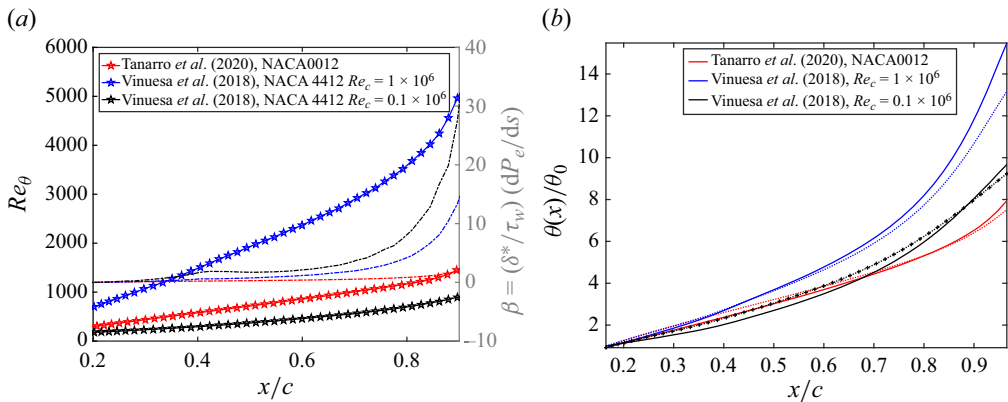 (a)
6000
5000
4000
3000
2000
1000
0
Re_θ
Tanarro et al. (2020), NACA0012
Vinuesa et al. (2018), NACA 4412 Re_c = 1 × 10^6
Vinuesa et al. (2018), NACA 4412 Re_c = 0.1 × 10^6
40
30
20
10
0
−10
β = (δ*/τ_w) (dP_e/ds)
0.2 0.4 0.6 0.8
x/c
(b)
14
12
10
8
6
4
2
θ(x)/θ_0
Tanarro et al. (2020), NACA0012
Vinuesa et al. (2018), Re_c = 1 × 10^6
Vinuesa et al. (2018), Re_c = 0.1 × 10^6
0.2 0.3 0.4 0.5 0.6 0.7 0.8 0.9
x/c